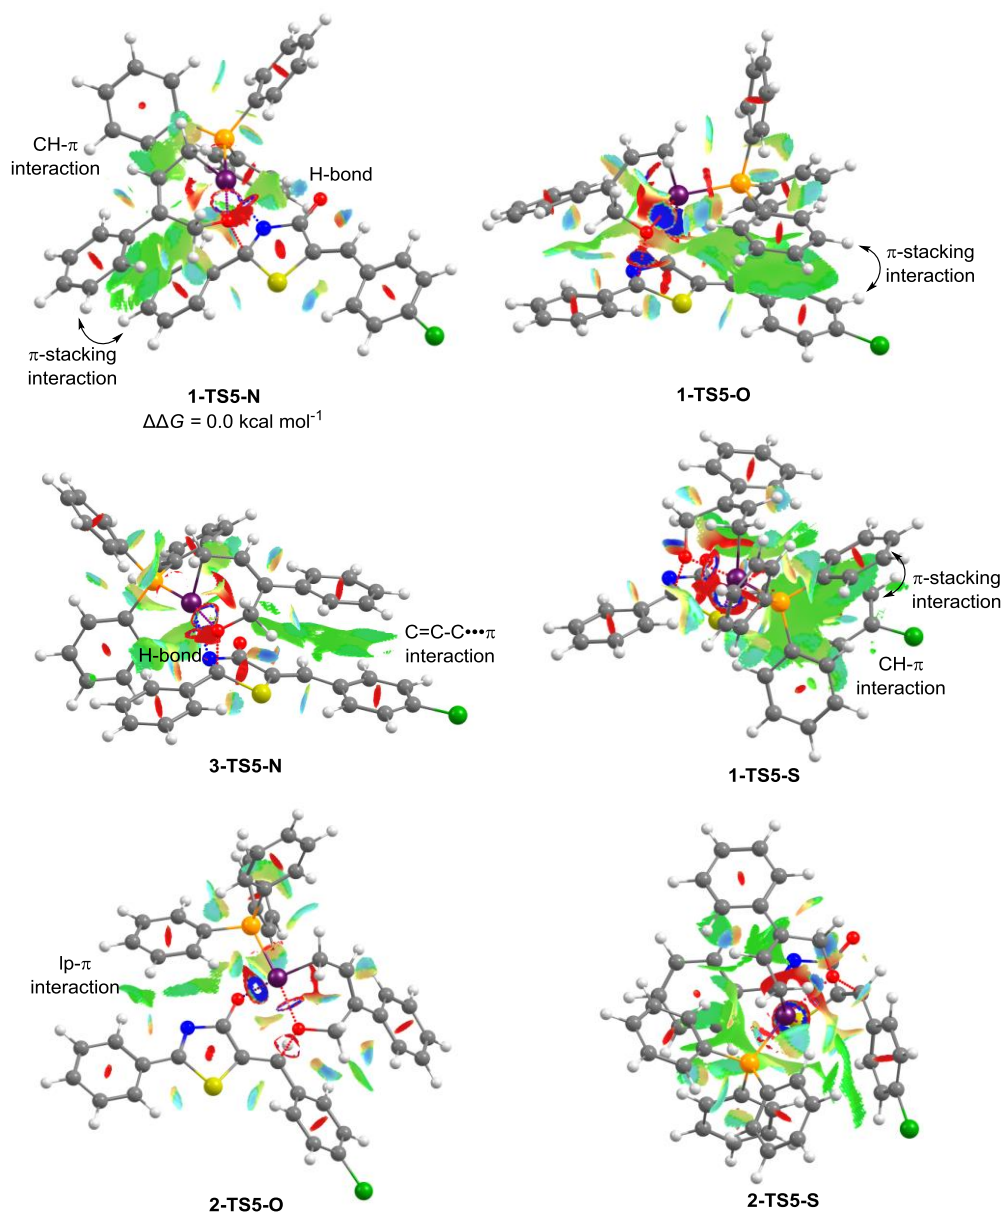 CH-π
interaction
H-bond
π-stacking
interaction
1-TS5-N
ΔΔG = 0.0 kcal mol⁻¹
π-stacking
interaction
1-TS5-O
H-bond
C=C-C•••π
interaction
3-TS5-N
π-stacking
interaction
CH-π
interaction
1-TS5-S
lp-π
interaction
2-TS5-O
2-TS5-S